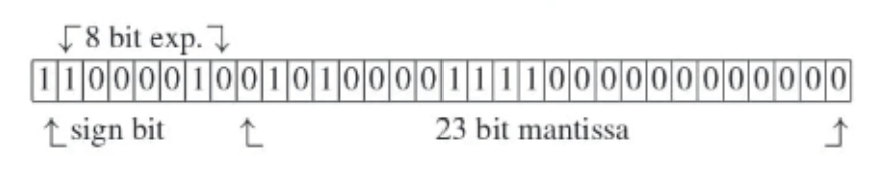 8 bit exp.
11000010010100001111000000000000
sign bit 23 bit mantissa